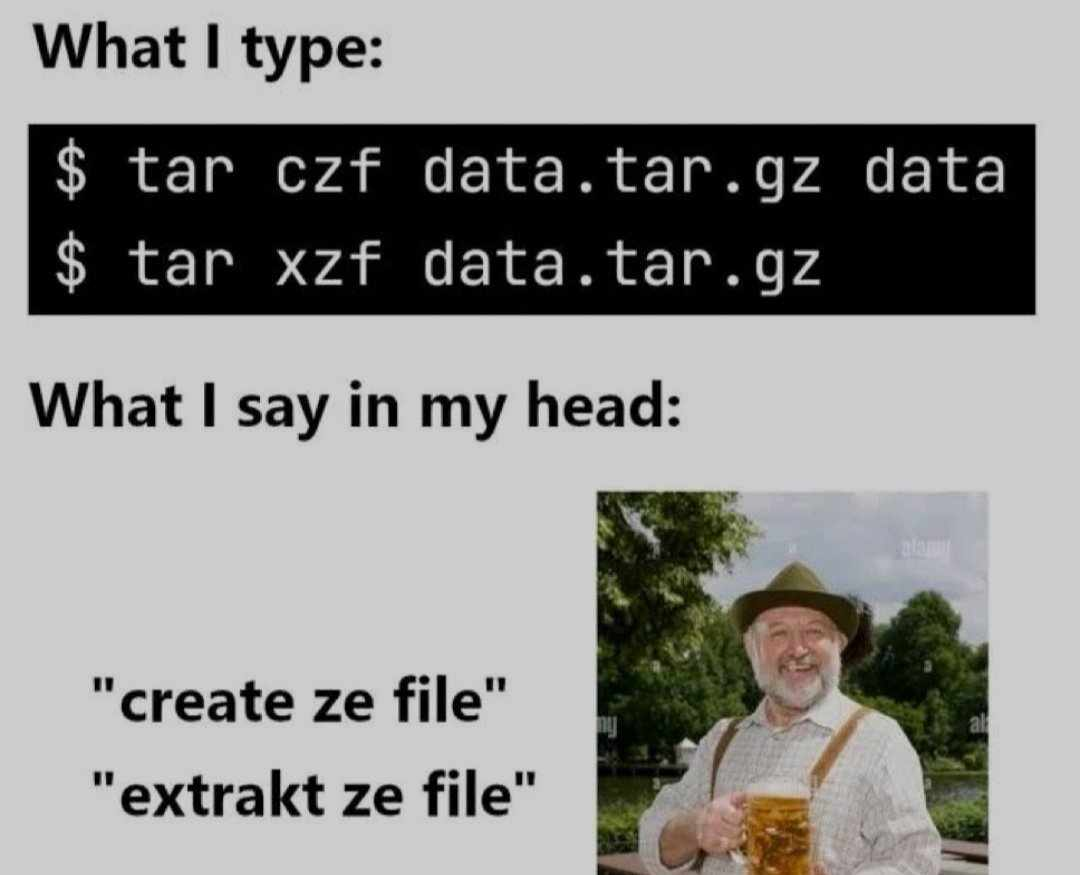 What I type:
$ tar czf data.tar.gz data
$ tar xzf data.tar.gz
What I say in my head:
alamy
"create ze file"
"extrakt ze file"